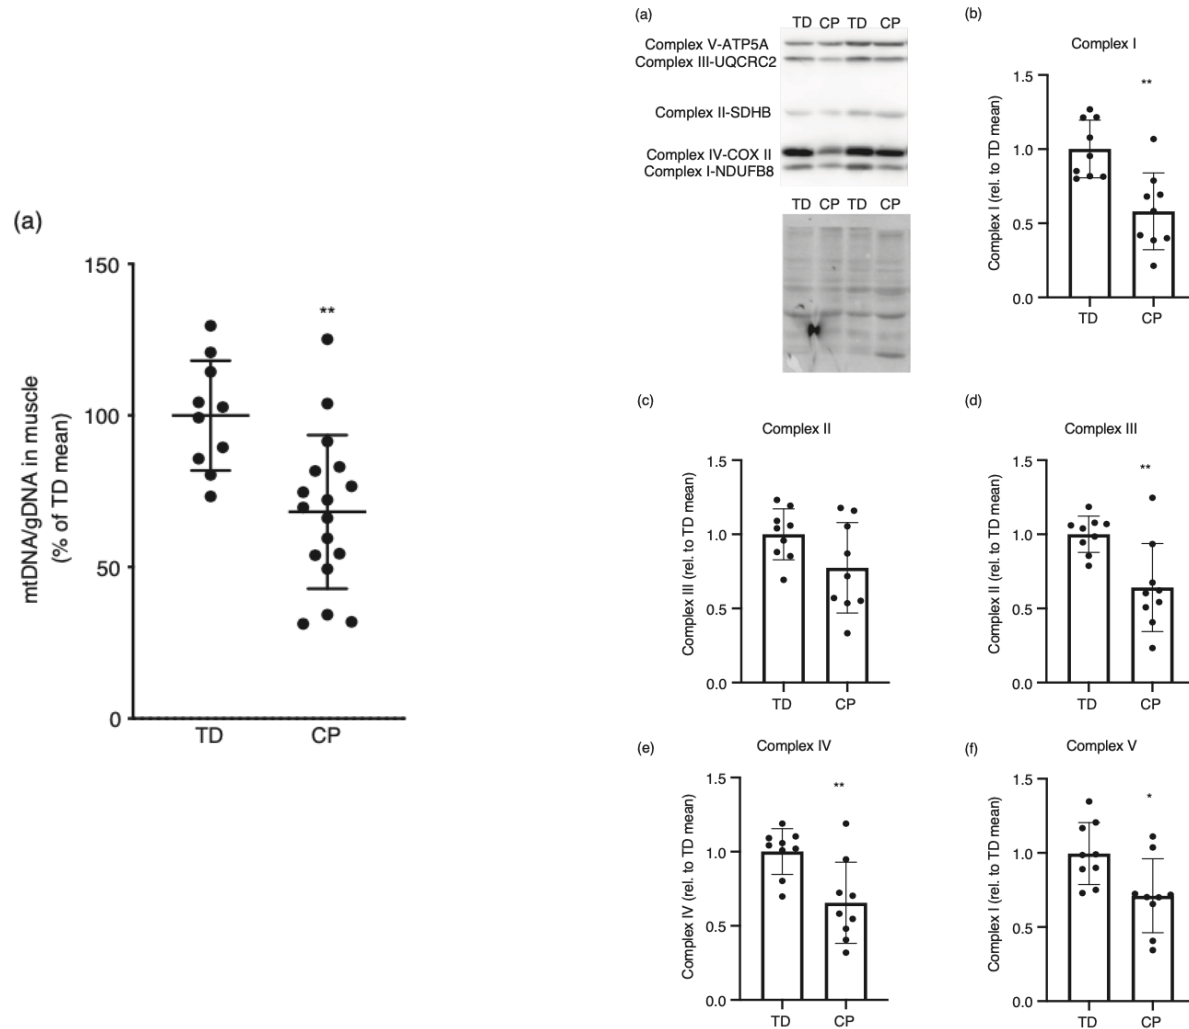 (a)
mtDNA/gDNA in muscle
(% of TD mean)
150
100
50
0
**
TD CP
(a)
TD CP TD CP
Complex V-ATP5A
Complex III-UQCRC2
Complex II-SDHB
Complex IV-COX II
Complex I-NDUFB8
TD CP TD CP
(b)
Complex I
Complex I (rel. to TD mean)
1.5
1.0
0.5
0.0
**
TD CP
(c)
Complex II
Complex III (rel. to TD mean)
1.5
1.0
0.5
0.0
TD CP
(d)
Complex III
Complex II (rel. to TD mean)
1.5
1.0
0.5
0.0
**
TD CP
(e)
Complex IV
Complex IV (rel. to TD mean)
1.5
1.0
0.5
0.0
**
TD CP
(f)
Complex V
Complex I (rel. to TD mean)
1.5
1.0
0.5
0.0
*
TD CP